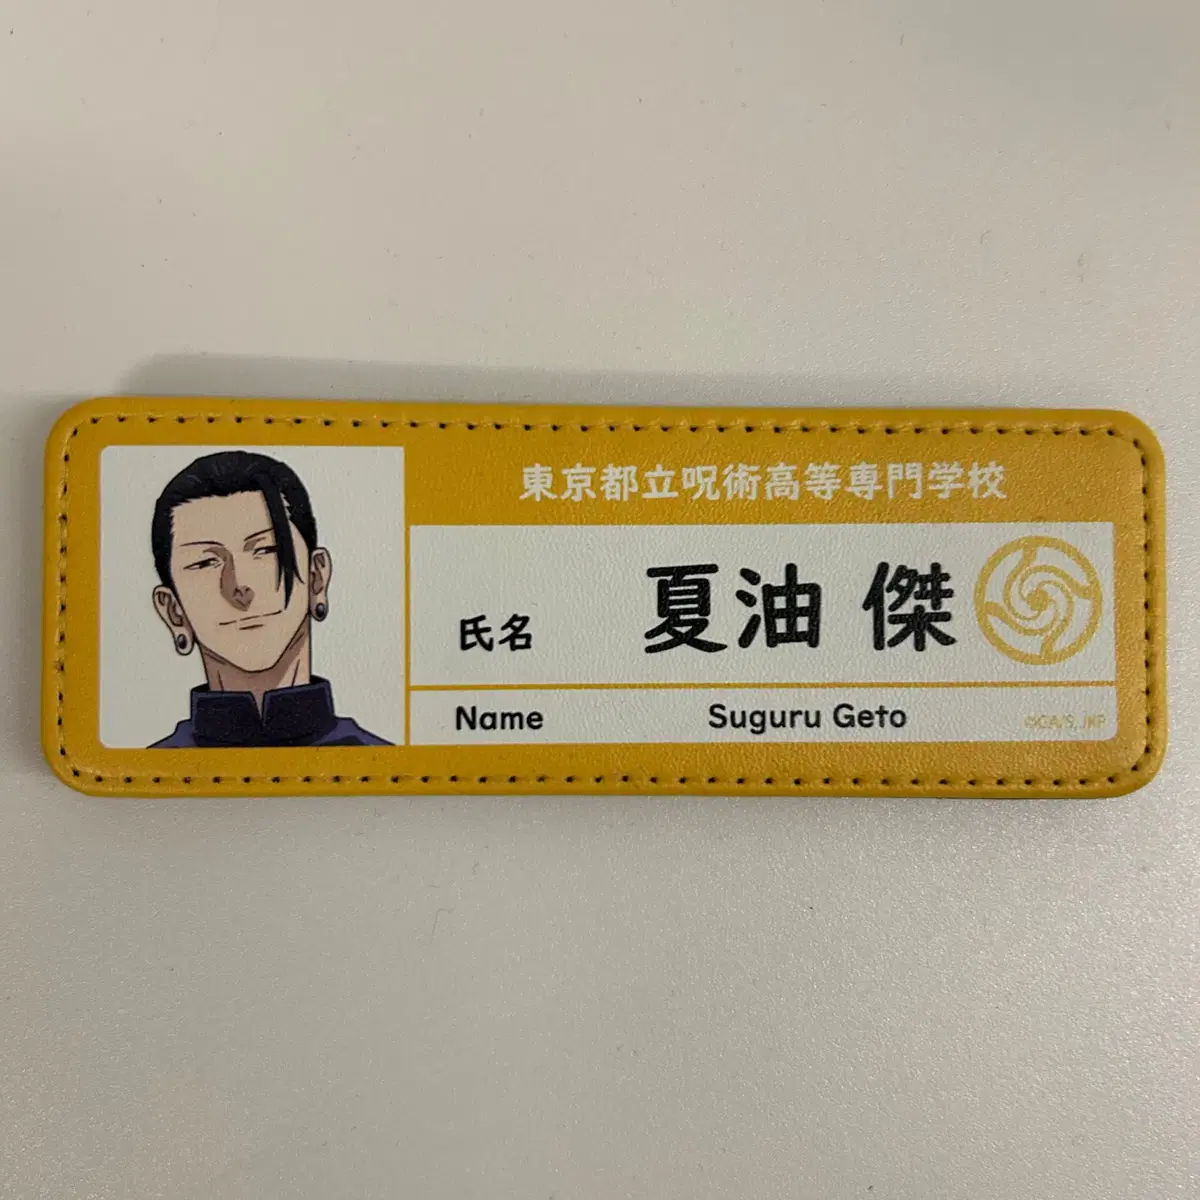 東京都立呪術高等専門学校
氏名 夏油 傑
Name Suguru Geto
©GA/S, JKP